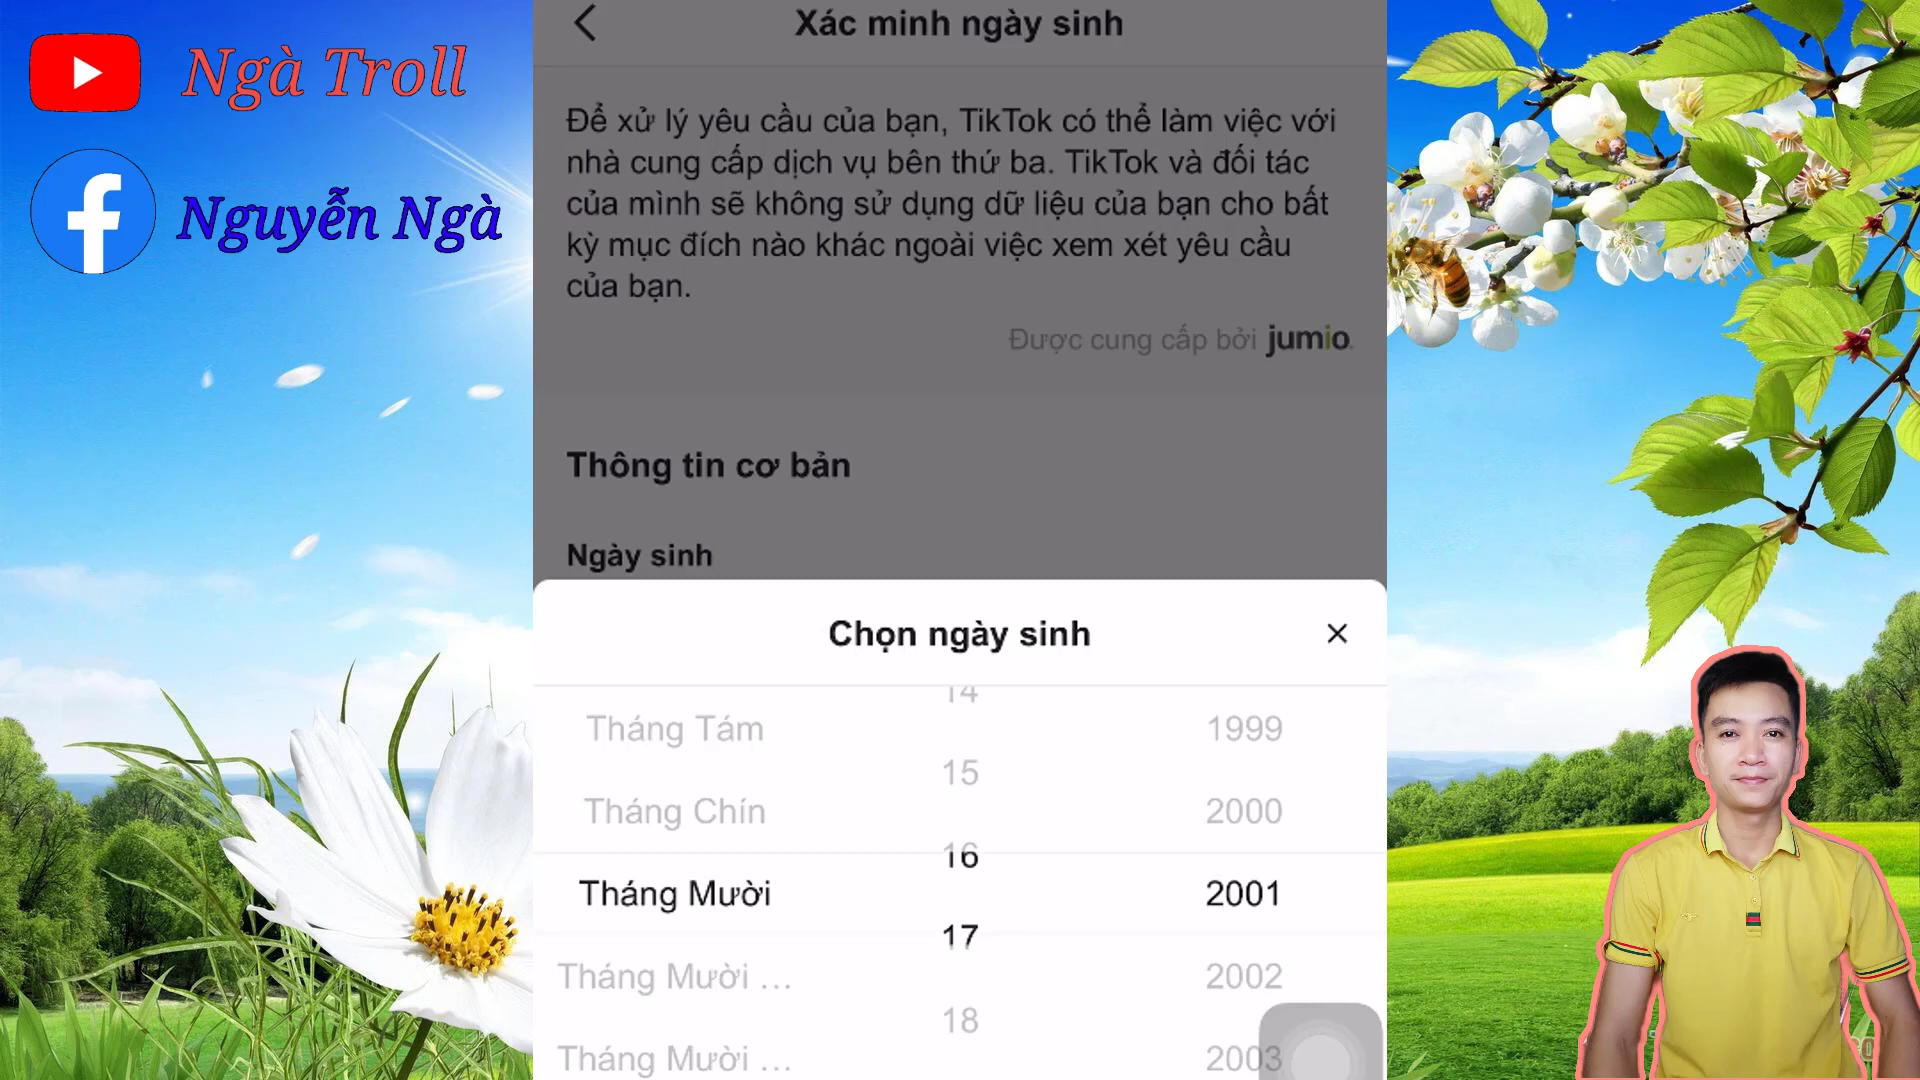 Ngà Troll
Nguyễn Ngà
Xác minh ngày sinh
Để xử lý yêu cầu của bạn, TikTok có thể làm việc với
nhà cung cấp dịch vụ bên thứ ba. TikTok và đối tác
của mình sẽ không sử dụng dữ liệu của bạn cho bất
kỳ mục đích nào khác ngoài việc xem xét yêu cầu
của bạn.
Được cung cấp bởi jumio
Thông tin cơ bản
Ngày sinh
Chọn ngày sinh
14
Tháng Tám 1999
15
Tháng Chín 2000
16
Tháng Mười 2001
17
Tháng Mười ... 2002
18
Tháng Mười ... 2003